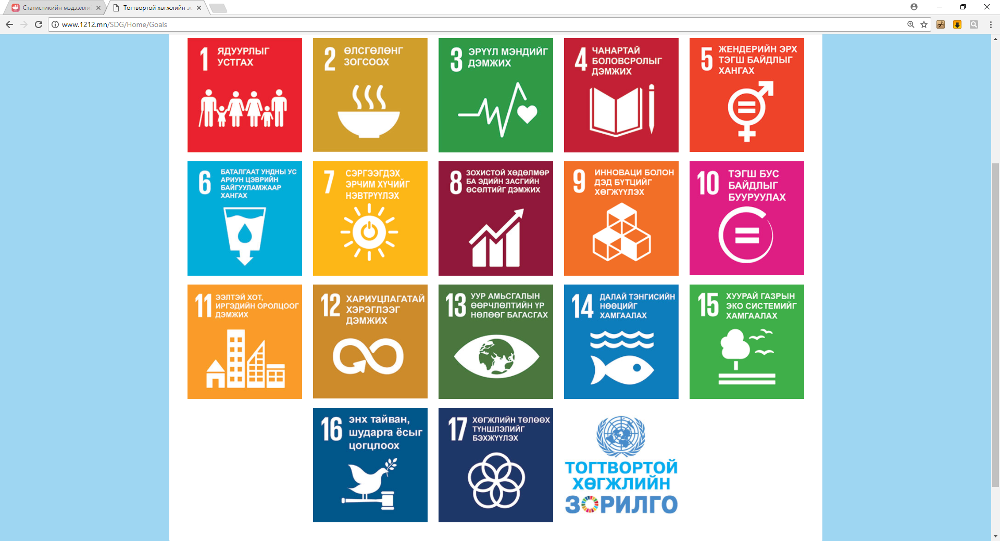 Статистикийн мэдээлли
Тогтвортой хөгжлийн зо
www.1212.mn/SDG/Home/Goals
1 ЯДУУРЛЫГ
УСТГАХ
2 ӨЛСГӨЛӨНГ
ЗОГСООХ
3 ЭРҮҮЛ МЭНДИЙГ
ДЭМЖИХ
4 ЧАНАРТАЙ
БОЛОВСРОЛЫГ
ДЭМЖИХ
5 ЖЕНДЕРИЙН ЭРХ
ТЭГШ БАЙДЛЫГ
ХАНГАХ
6 БАТАЛГААТ УНДНЫ УС
АРИУН ЦЭВРИЙН
БАЙГУУЛАМЖААР
ХАНГАХ
7 СЭРГЭЭГДЭХ
ЭРЧИМ ХҮЧИЙГ
НЭВТРҮҮЛЭХ
8 ЗОХИСТОЙ ХӨДӨЛМӨР
БА ЭДИЙН ЗАСГИЙН
ӨСӨЛТИЙГ ДЭМЖИХ
9 ИННОВАЦИ БОЛОН
ДЭД БҮТЦИЙГ
ХӨГЖҮҮЛЭХ
10 ТЭГШ БУС
БАЙДЛЫГ
БУУРУУЛАХ
11 ЭЭЛТЭЙ ХОТ,
ИРГЭДИЙН ОРОЛЦООГ
ДЭМЖИХ
12 ХАРИУЦЛАГАТАЙ
ХЭРЭГЛЭЭГ
ДЭМЖИХ
13 УУР АМЬСГАЛЫН
ӨӨРЧЛӨЛТИЙН ҮР
НӨЛӨӨГ БАГАСГАХ
14 ДАЛАЙ ТЭНГИСИЙН
НӨӨЦИЙГ
ХАМГААЛАХ
15 ХУУРАЙ ГАЗРЫН
ЭКО СИСТЕМИЙГ
ХАМГААЛАХ
16 энх тайван,
шударга ёсыг
цогцлоох
17 ХӨГЖЛИЙН ТӨЛӨӨХ
ТҮНШЛЭЛИЙГ
БЭХЖҮҮЛЭХ
ТОГТВОРТОЙ
ХӨГЖЛИЙН
ЗОРИЛГО